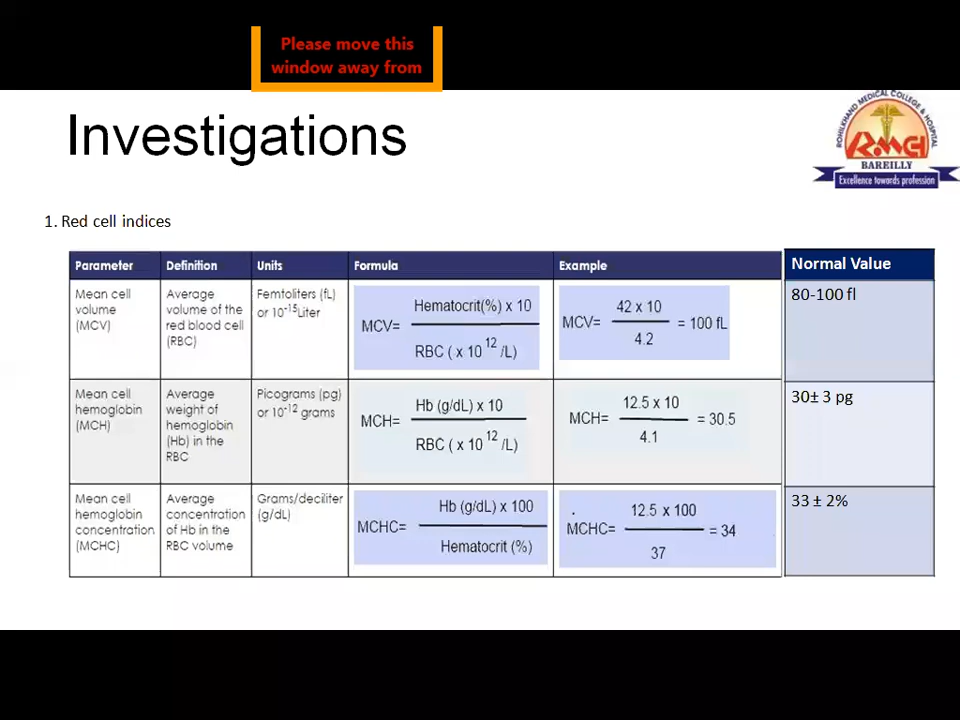 Please move this
window away from
Investigations
ROHILKHAND MEDICAL COLLEGE & HOSPITAL
RMCH
BAREILLY
Excellence towards profession
1. Red cell indices
Parameter Definition Units Formula Example Normal Value
Mean cell
volume
(MCV)
Average
volume of the
red blood cell
(RBC)
Femtoliters (fL)
or 10⁻¹⁵Liter
MCV= Hematocrit(%) x 10
RBC ( x 10¹² /L)
MCV= 42 x 10
4.2
= 100 fL
80-100 fl
Mean cell
hemoglobin
(MCH)
Average
weight of
hemoglobin
(Hb) in the
RBC
Picograms (pg)
or 10⁻¹² grams
MCH= Hb (g/dL) x 10
RBC ( x 10¹² /L)
MCH= 12.5 x 10
4.1
= 30.5
30± 3 pg
Mean cell
hemoglobin
concentration
(MCHC)
Average
concentration
of Hb in the
RBC volume
Grams/deciliter
(g/dL)
MCHC= Hb (g/dL) x 100
Hematocrit (%)
MCHC= 12.5 x 100
37
= 34
33 ± 2%